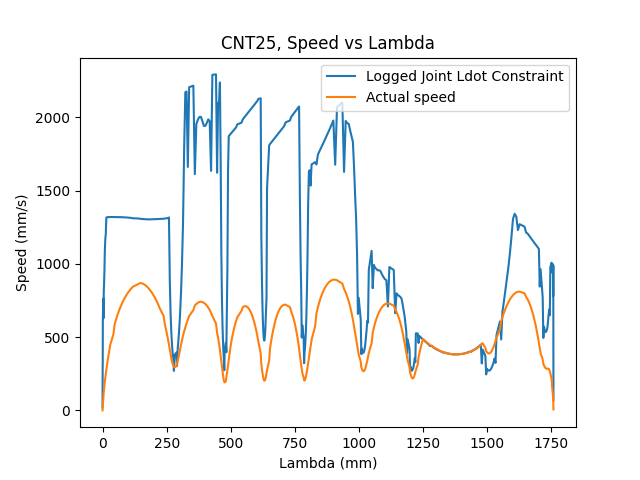 CNT25, Speed vs Lambda
Logged Joint Ldot Constraint
Actual speed
Speed (mm/s)
2000
1500
1000
500
0
0 250 500 750 1000 1250 1500 1750
Lambda (mm)